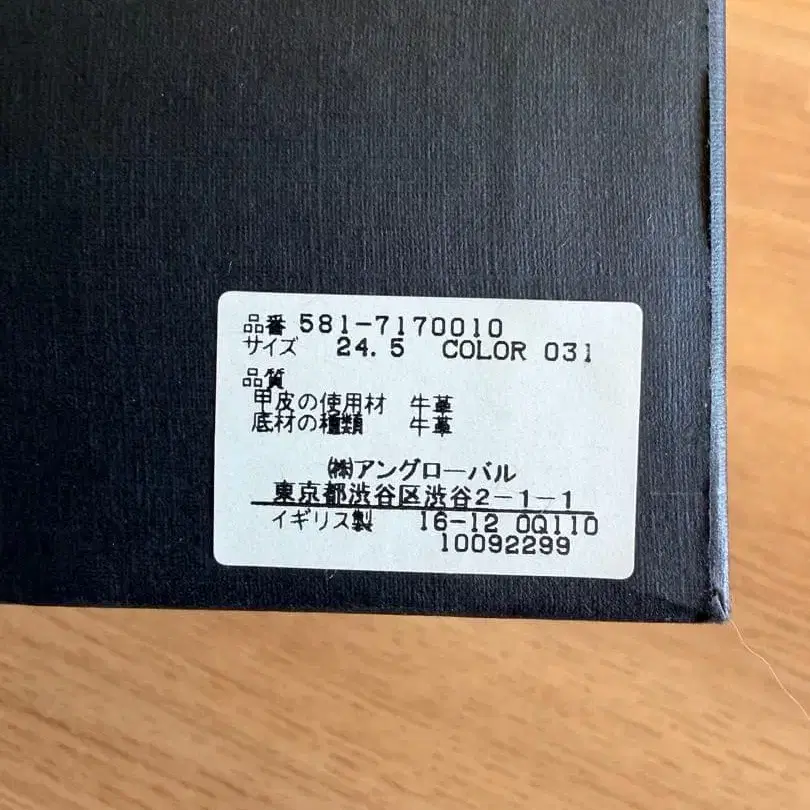 品番 581-7170010
サイズ 24.5 COLOR 031
品質
甲皮の使用材 牛革
底材の種類 牛革
㈱アングローバル
東京都渋谷区渋谷2-1-1
イギリス製 16-12 0Q110
10092299